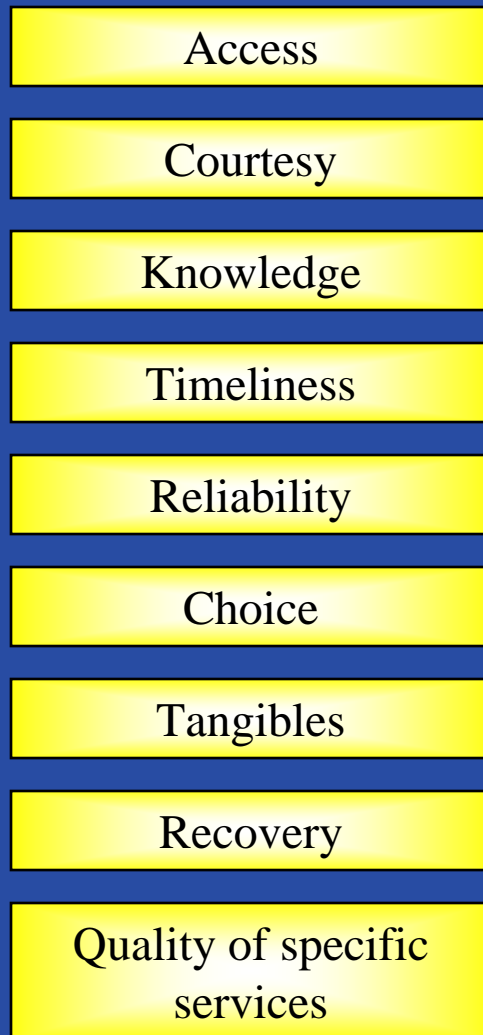 Access
Courtesy
Knowledge
Timeliness
Reliability
Choice
Tangibles
Recovery
Quality of specific
services